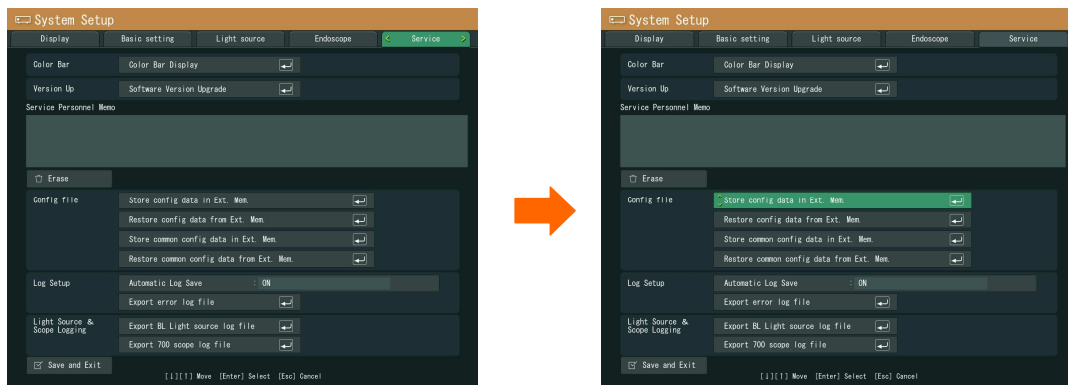 System Setup
Display Basic setting Light source Endoscope < Service >
Color Bar Color Bar Display
Version Up Software Version Upgrade
Service Personnel Memo
Erase
Config file Store config data in Ext. Mem.
Restore config data from Ext. Mem.
Store common config data in Ext. Mem.
Restore common config data from Ext. Mem.
Log Setup Automatic Log Save : ON
Export error log file
Light Source & Scope Logging Export BL Light source log file
Export 700 scope log file
Save and Exit
[↓][↑] Move [Enter] Select [Esc] Cancel
System Setup
Display Basic setting Light source Endoscope Service
Color Bar Color Bar Display
Version Up Software Version Upgrade
Service Personnel Memo
Erase
Config file Store config data in Ext. Mem.
Restore config data from Ext. Mem.
Store common config data in Ext. Mem.
Restore common config data from Ext. Mem.
Log Setup Automatic Log Save : ON
Export error log file
Light Source & Scope Logging Export BL Light source log file
Export 700 scope log file
Save and Exit
[↓][↑] Move [Enter] Select [Esc] Cancel